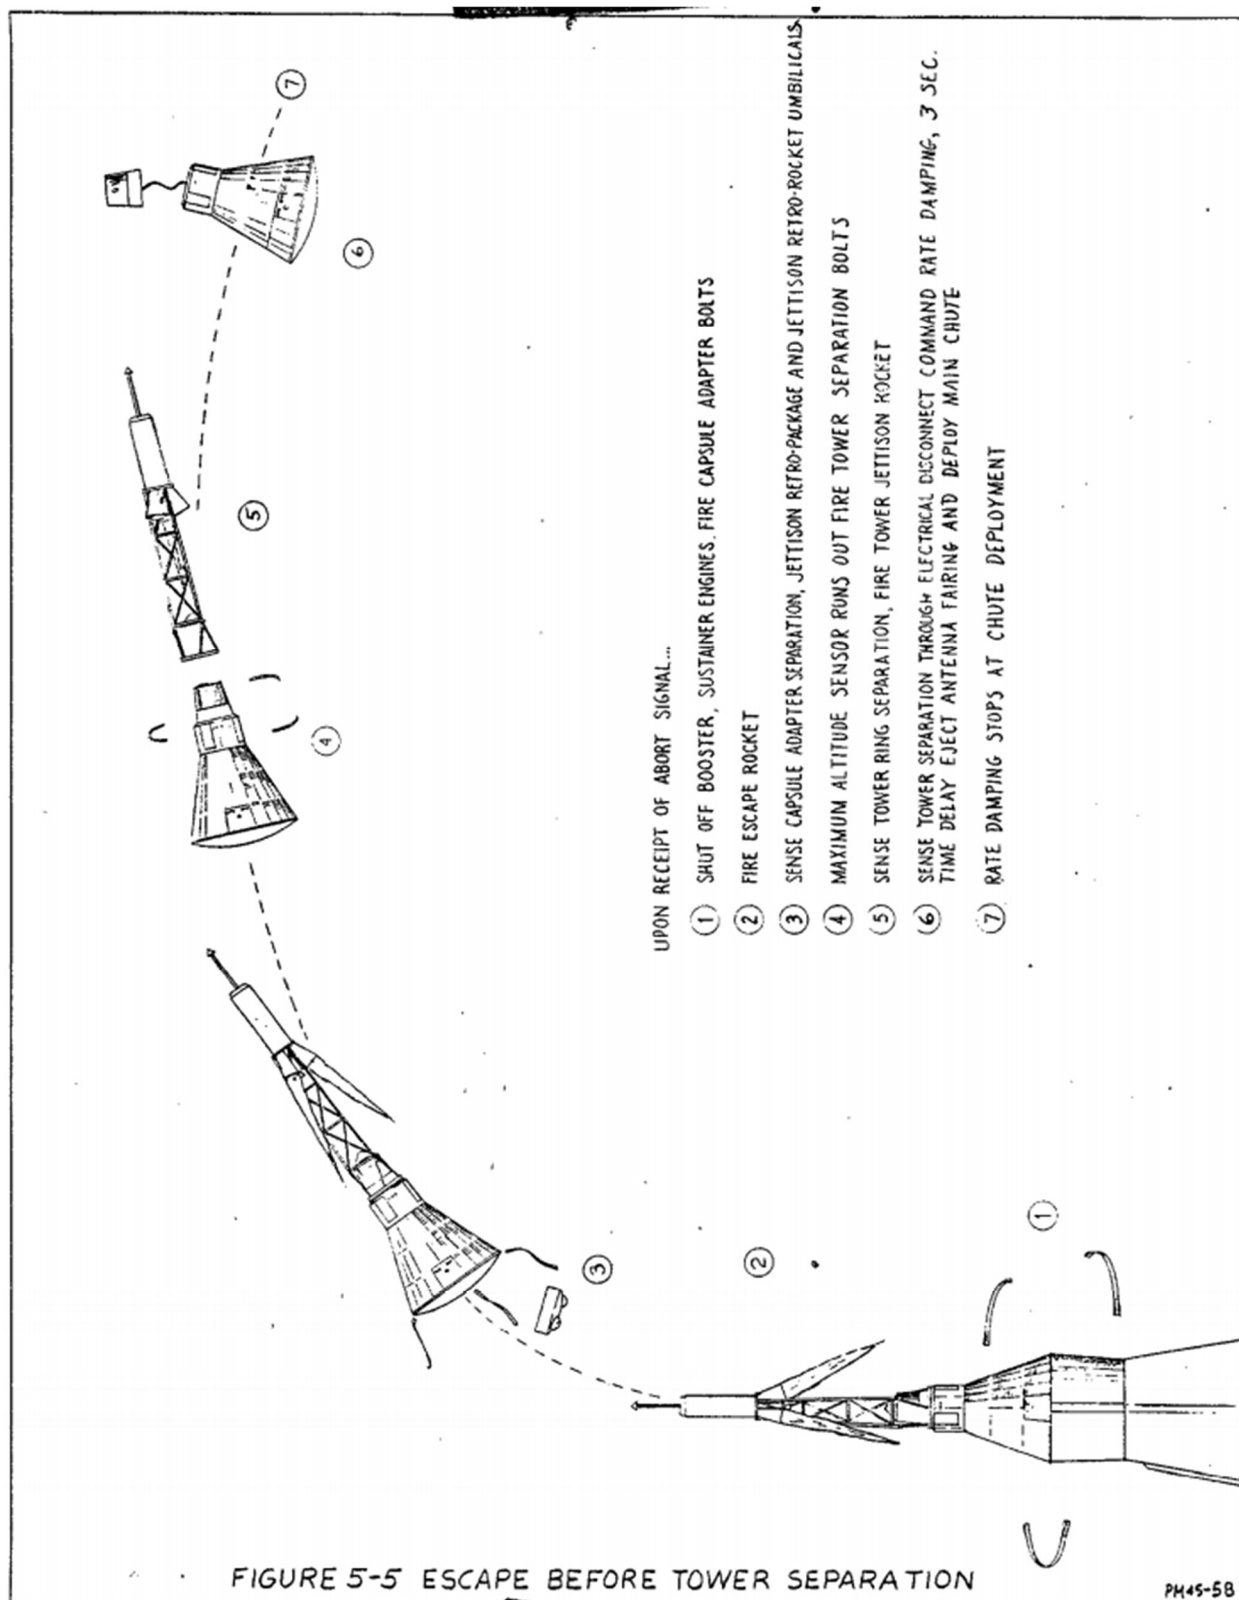 UPON RECEIPT OF ABORT SIGNAL...
1 SHUT OFF BOOSTER, SUSTAINER ENGINES, FIRE CAPSULE ADAPTER BOLTS
2 FIRE ESCAPE ROCKET
3 SENSE CAPSULE ADAPTER SEPARATION, JETTISON RETRO-PACKAGE AND JETTISON RETRO-ROCKET UMBILICALS
4 MAXIMUM ALTITUDE SENSOR RUNS OUT FIRE TOWER SEPARATION BOLTS
5 SENSE TOWER RING SEPARATION, FIRE TOWER JETTISON ROCKET
6 SENSE TOWER SEPARATION THROUGH ELECTRICAL DISCONNECT COMMAND RATE DAMPING, 3 SEC.
TIME DELAY EJECT ANTENNA FAIRING AND DEPLOY MAIN CHUTE
7 RATE DAMPING STOPS AT CHUTE DEPLOYMENT
1
2
3
4
5
6
7
FIGURE 5-5 ESCAPE BEFORE TOWER SEPARATION
PM45-5B